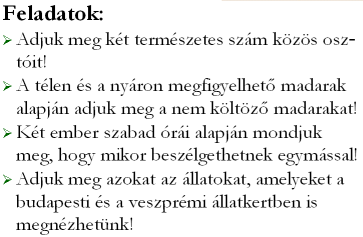 Feladatok:
➢ Adjuk meg két természetes szám közös osz-
tóit!
➢ A télen és a nyáron megfigyelhető madarak
alapján adjuk meg a nem költöző madarakat!
➢ Két ember szabad órái alapján mondjuk
meg, hogy mikor beszélgethetnek egymással!
➢ Adjuk meg azokat az állatokat, amelyeket a
budapesti és a veszprémi állatkertben is
megnézhetünk!